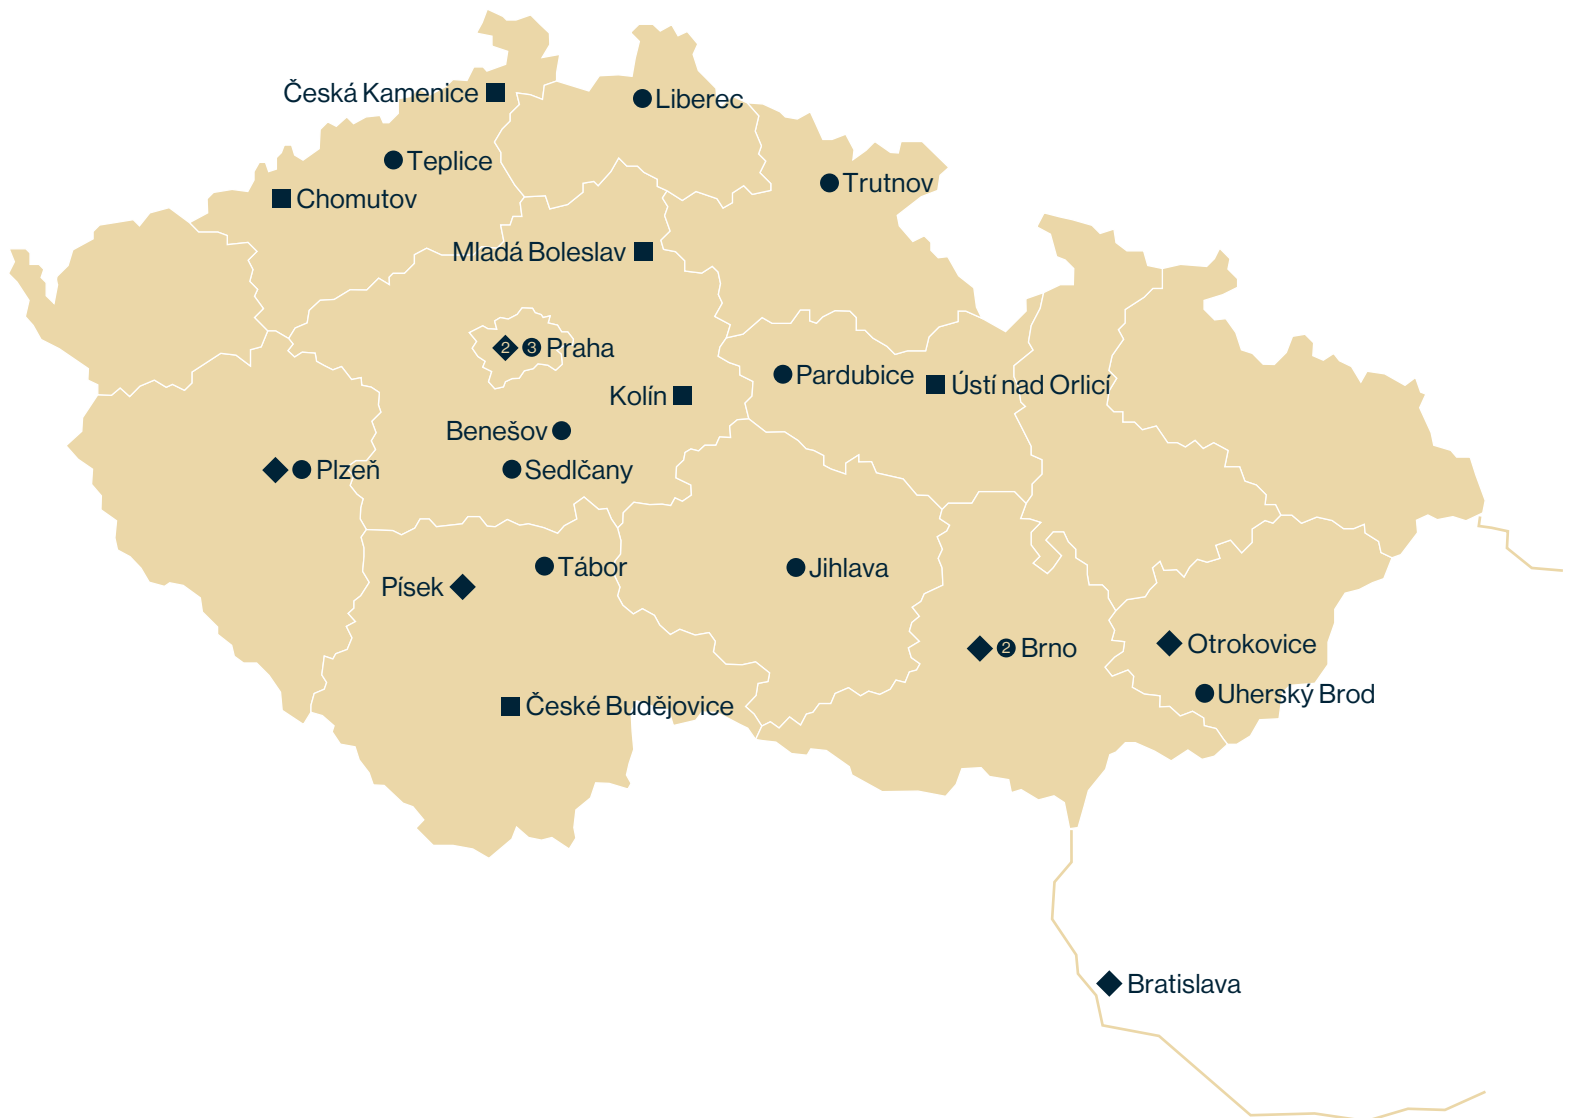 Česká Kamenice
Liberec
Teplice
Trutnov
Chomutov
Mladá Boleslav
2 3 Praha
Pardubice
Ústí nad Orlicí
Kolín
Benešov
Plzeň
Sedlčany
Tábor
Jihlava
Písek
Otrokovice
2 Brno
Uherský Brod
České Budějovice
Bratislava